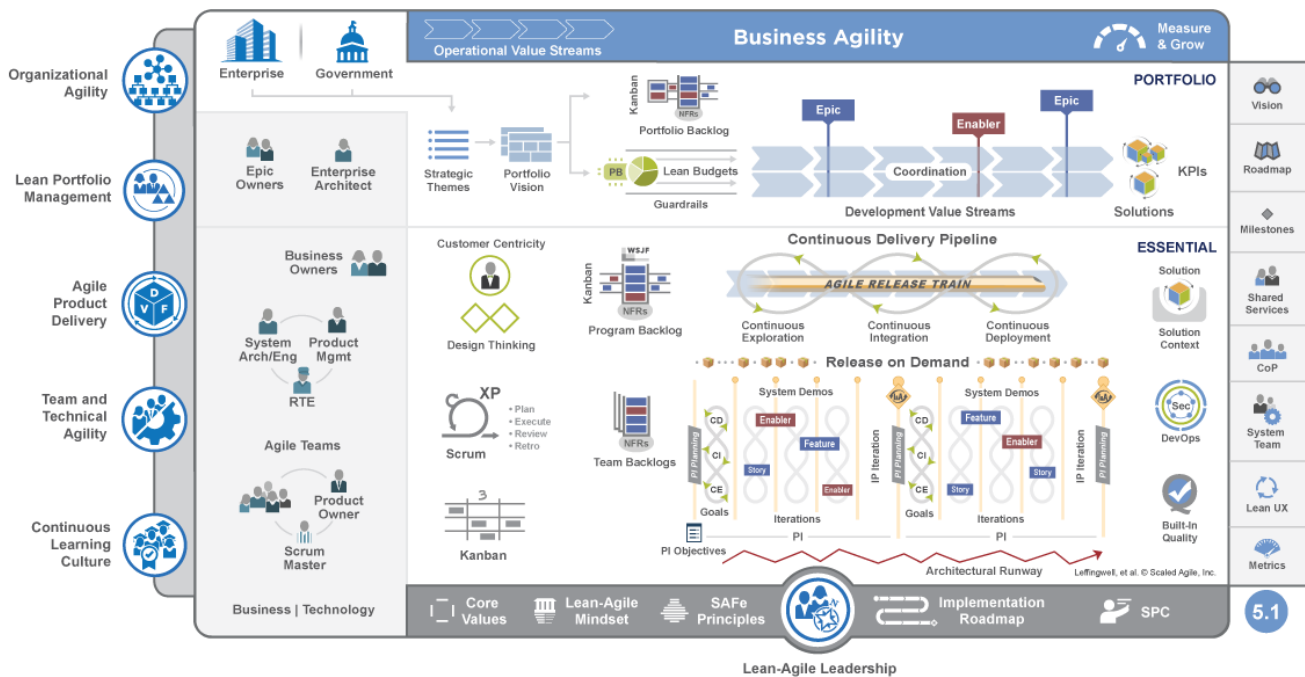 Organizational
Agility
Lean Portfolio
Management
Agile
Product
Delivery
Team and
Technical
Agility
Continuous
Learning
Culture
Enterprise
Government
Operational Value Streams
Business Agility
Measure
& Grow
PORTFOLIO
Epic
Owners
Enterprise
Architect
Strategic
Themes
Portfolio
Vision
Kanban
NFRs
Portfolio Backlog
PB
Lean Budgets
Guardrails
Epic
Enabler
Epic
Coordination
Development Value Streams
KPIs
Solutions
Business
Owners
System
Arch/Eng
Product
Mgmt
RTE
Agile Teams
Product
Owner
Scrum
Master
Business | Technology
ESSENTIAL
Customer Centricity
Design Thinking
Kanban
WSJF
NFRs
Program Backlog
Continuous Delivery Pipeline
AGILE RELEASE TRAIN
Continuous
Exploration
Continuous
Integration
Continuous
Deployment
Solution
Solution
Context
Release on Demand
XP
Scrum
• Plan
• Execute
• Review
• Retro
NFRs
Team Backlogs
3
Kanban
PI Planning
CD
CI
CE
Goals
System Demos
Enabler
Feature
Story
Enabler
Iterations
IP Iteration
I&A
PI
PI Planning
CD
CI
CE
Goals
System Demos
Feature
Enabler
Story
Story
Iterations
IP Iteration
I&A
PI
PI Objectives
Architectural Runway
Sec
DevOps
Built-In
Quality
Leffingwell, et al. © Scaled Agile, Inc.
Vision
Roadmap
Milestones
Shared
Services
CoP
System
Team
Lean UX
Metrics
5.1
Core
Values
Lean-Agile
Mindset
SAFe
Principles
N
Implementation
Roadmap
SPC
Lean-Agile Leadership
D
V
F